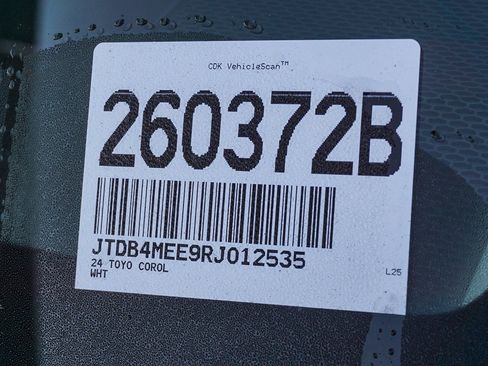 CDK VehicleScan™
260372B
JTDB4MEE9RJ012535
24 TOYO COROL
WHT
L25